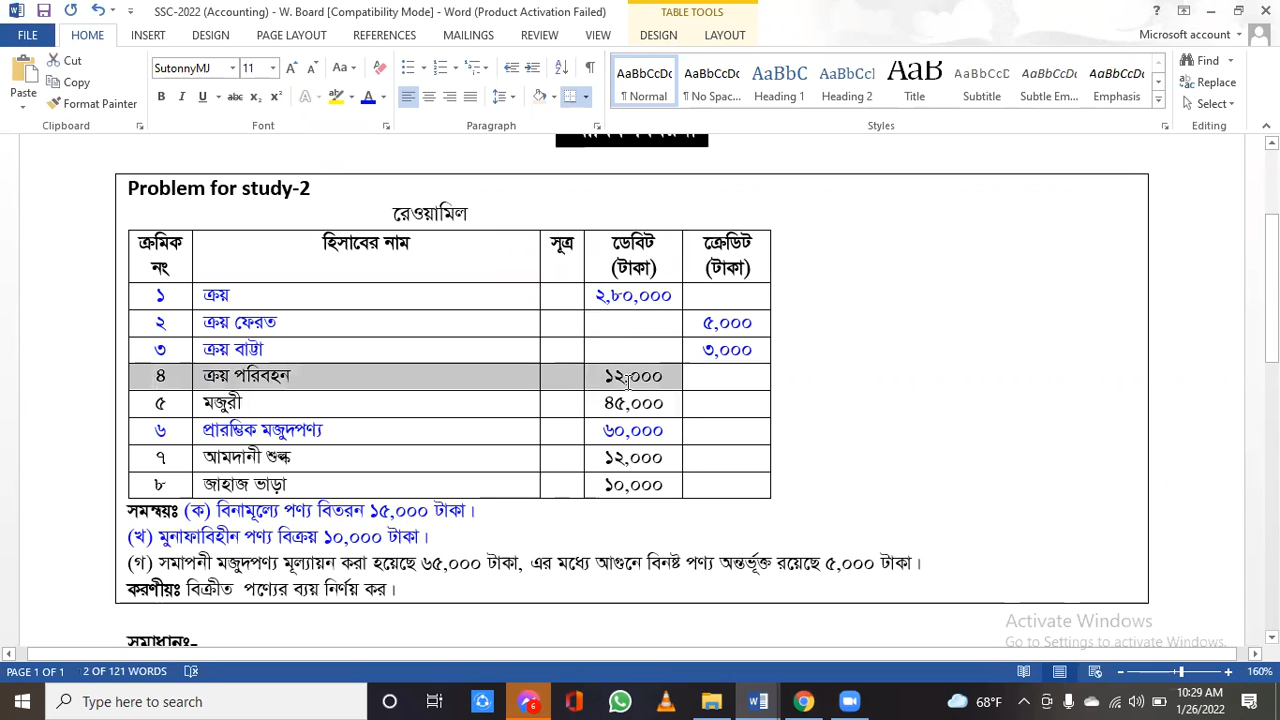 SSC-2022 (Accounting) - W. Board [Compatibility Mode] - Word (Product Activation Failed)
TABLE TOOLS
FILE HOME INSERT DESIGN PAGE LAYOUT REFERENCES MAILINGS REVIEW VIEW DESIGN LAYOUT
Microsoft account
Paste
Cut
Copy
Format Painter
SutonnyMJ 11
AaBbCcDc AaBbCcDc AaBbC AaBbCcC AaB AaBbCcD AaBbCcDc AaBbCcDc
¶ Normal ¶ No Spac... Heading 1 Heading 2 Title Subtitle Subtle Em... Emphasis
Find
Replace
Select
Clipboard Font Paragraph Styles Editing
Problem for study-2
রেওয়ামিল
ক্রমিক নং হিসাবের নাম সূত্র ডেবিট (টাকা) ক্রেডিট (টাকা)
১ ক্রয় ২,৮০,০০০
২ ক্রয় ফেরত ৫,০০০
৩ ক্রয় বাট্টা ৩,০০০
৪ ক্রয় পরিবহন ১২,০০০
৫ মজুরী ৪৫,০০০
৬ প্রারম্ভিক মজুদপণ্য ৬০,০০০
৭ আমদানী শুল্ক ১২,০০০
৮ জাহাজ ভাড়া ১০,০০০
সমন্বয়ঃ (ক) বিনামূল্যে পণ্য বিতরন ১৫,০০০ টাকা।
(খ) মুনাফাবিহীন পণ্য বিক্রয় ১০,০০০ টাকা।
(গ) সমাপনী মজুদপণ্য মূল্যায়ন করা হয়েছে ৬৫,০০০ টাকা, এর মধ্যে আগুনে বিনষ্ট পণ্য অন্তর্ভূক্ত রয়েছে ৫,০০০ টাকা।
করণীয়ঃ বিক্রীত পণ্যের ব্যয় নির্ণয় কর।
সমাধানঃ-
Activate Windows
Go to Settings to activate Windows.
PAGE 1 OF 1 2 OF 121 WORDS 160%
Type here to search
6
68°F
10:29 AM
1/26/2022